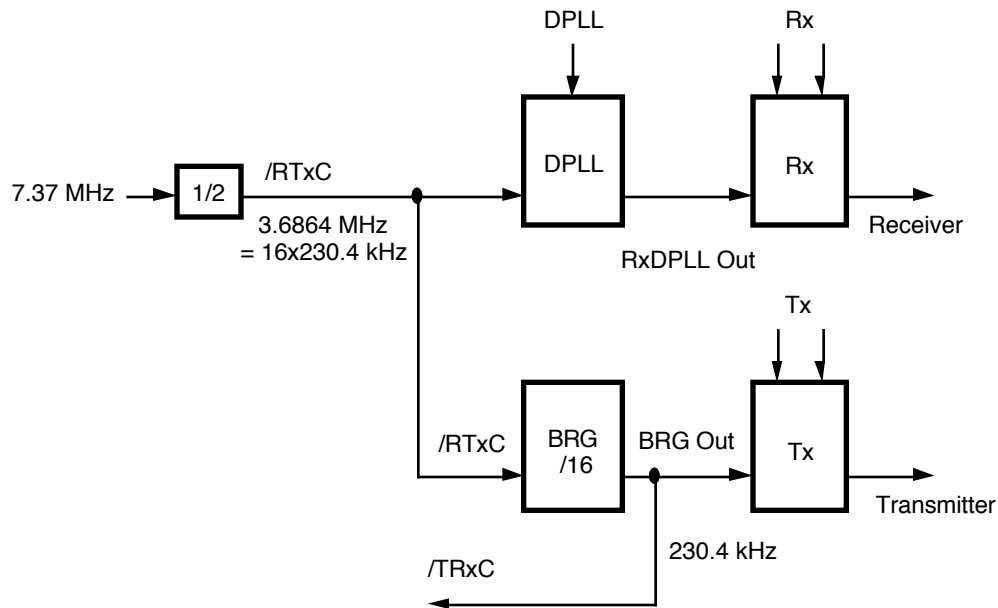 DPLL
Rx
7.37 MHz
1/2
/RTxC
3.6864 MHz
= 16x230.4 kHz
DPLL
Rx
Receiver
RxDPLL Out
Tx
/RTxC
BRG
/16
BRG Out
Tx
Transmitter
230.4 kHz
/TRxC